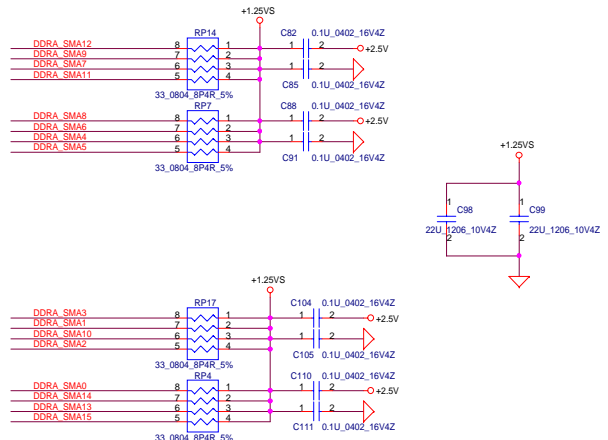 +1.25VS
RP14
C82 0.1U_0402_16V4Z
DDRA_SMA12 8 1 1 2 +2.5V
DDRA_SMA9 7 2
DDRA_SMA7 6 3 1 2
DDRA_SMA11 5 4
C85 0.1U_0402_16V4Z
33_0804_8P4R_5%
RP7
C88 0.1U_0402_16V4Z
DDRA_SMA8 8 1 1 2 +2.5V
DDRA_SMA6 7 2
DDRA_SMA4 6 3 1 2
DDRA_SMA5 5 4
C91 0.1U_0402_16V4Z
33_0804_8P4R_5%
+1.25VS
1 C98 1 C99
22U_1206_10V4Z 22U_1206_10V4Z
2 2
+1.25VS
RP17
C104 0.1U_0402_16V4Z
DDRA_SMA3 8 1 1 2 +2.5V
DDRA_SMA1 7 2
DDRA_SMA10 6 3 1 2
DDRA_SMA2 5 4
C105 0.1U_0402_16V4Z
33_0804_8P4R_5%
RP4
C110 0.1U_0402_16V4Z
DDRA_SMA0 8 1 1 2 +2.5V
DDRA_SMA14 7 2
DDRA_SMA13 6 3 1 2
DDRA_SMA15 5 4
C111 0.1U_0402_16V4Z
33_0804_8P4R_5%